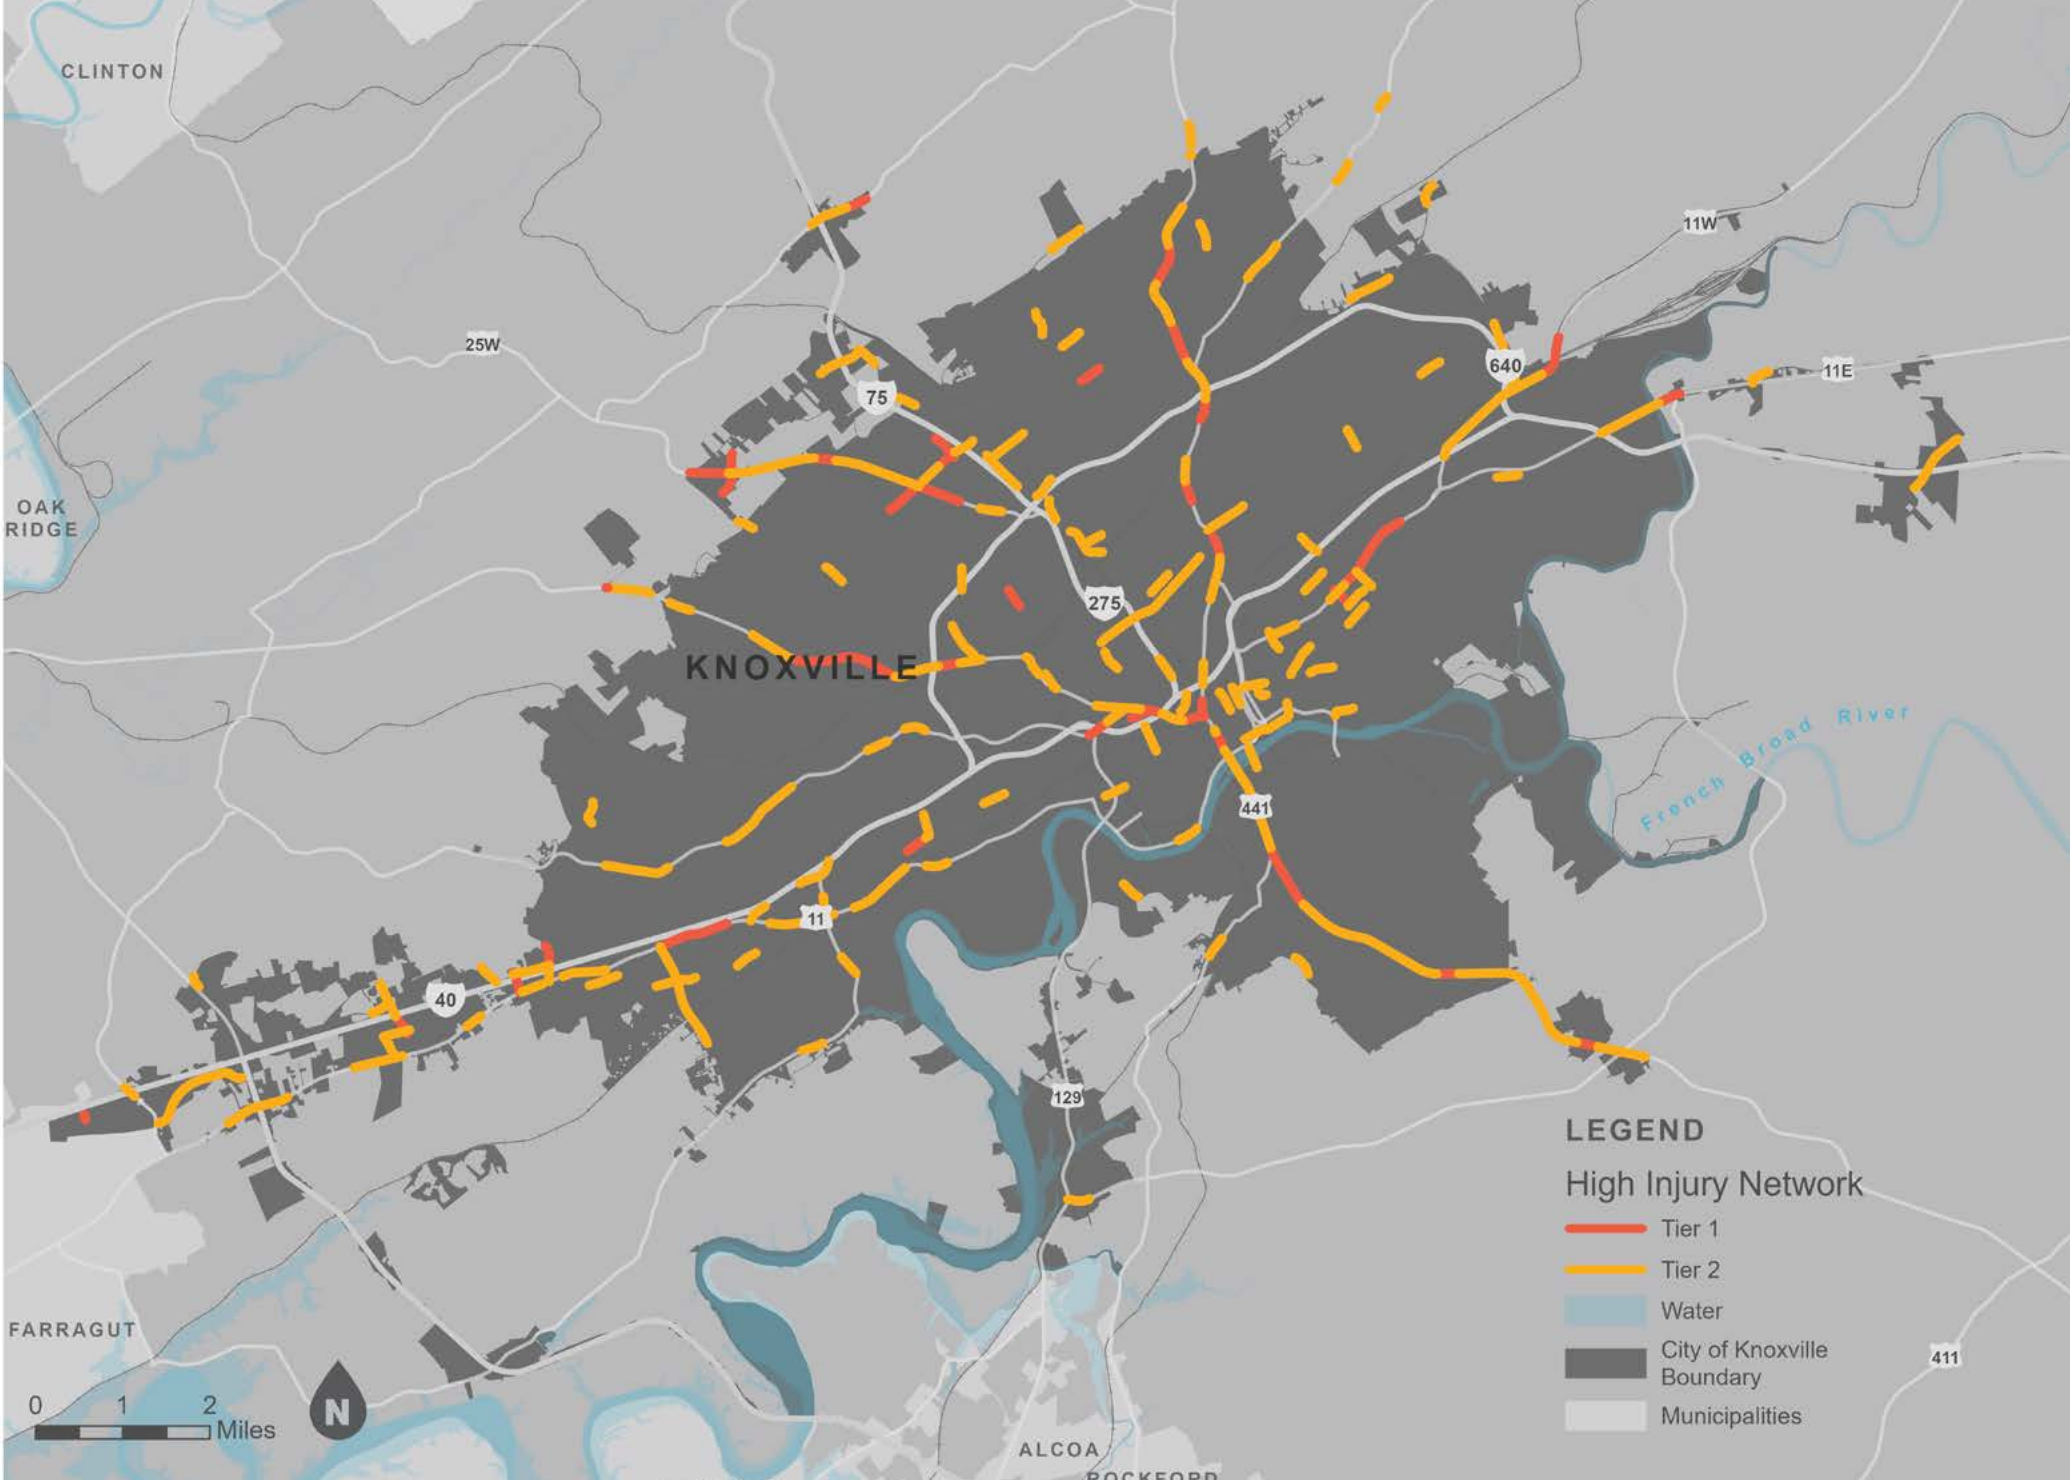 CLINTON
11W
25W
640
11E
75
OAK
RIDGE
275
KNOXVILLE
French Broad River
441
11
40
129
LEGEND
High Injury Network
Tier 1
Tier 2
Water
City of Knoxville
Boundary
Municipalities
FARRAGUT
411
0 1 2
Miles
N
ALCOA
ROCKFORD